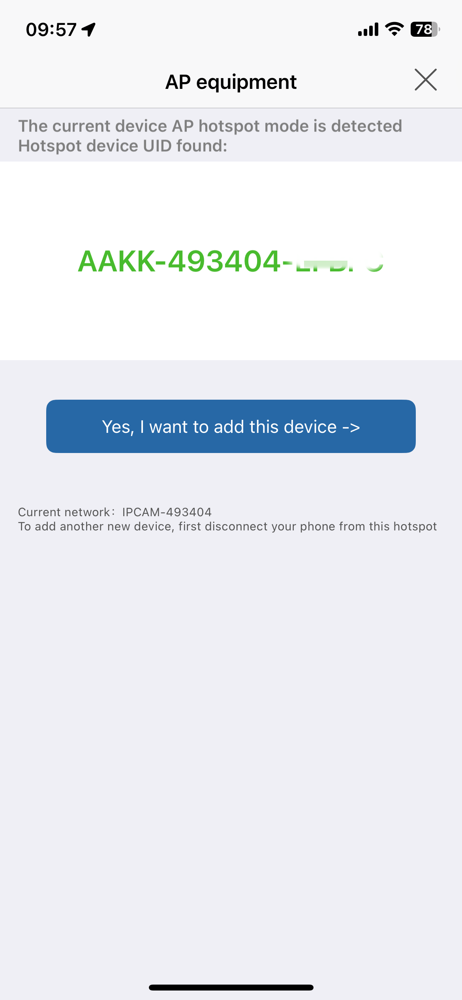 09:57
78
AP equipment
The current device AP hotspot mode is detected
Hotspot device UID found:
AAKK-493404-
Yes, I want to add this device ->
Current network： IPCAM-493404
To add another new device, first disconnect your phone from this hotspot